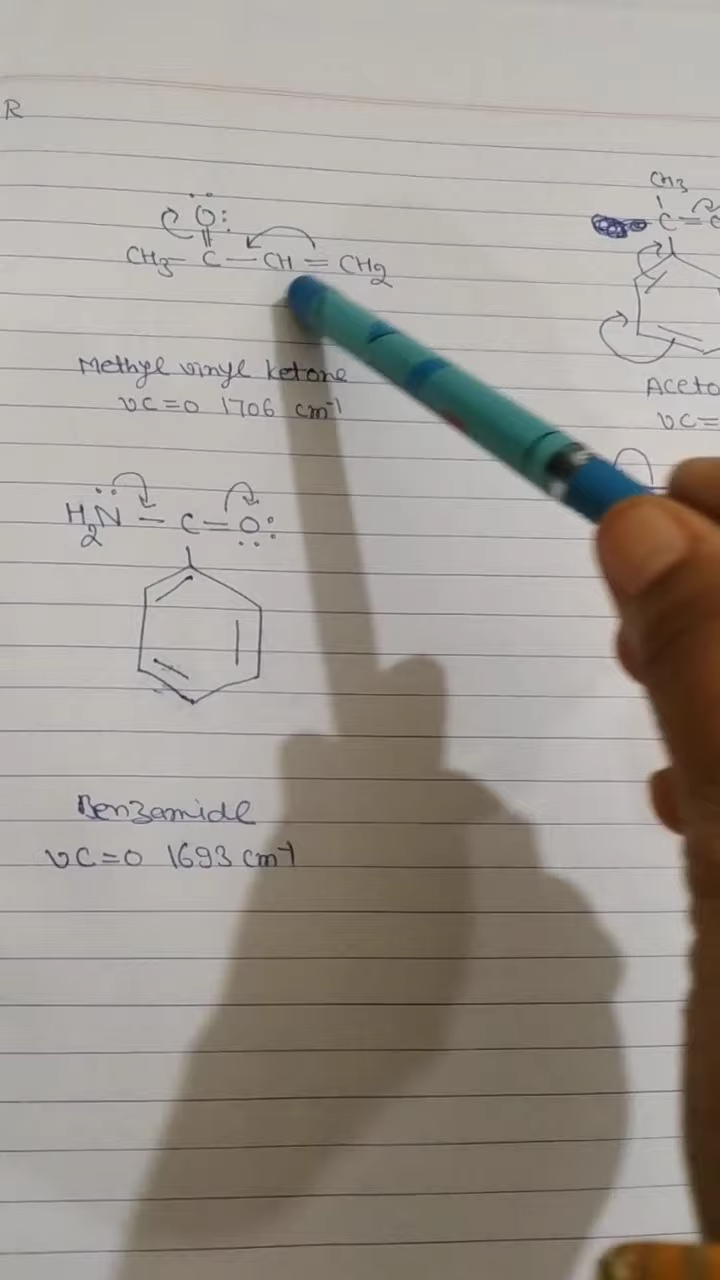 R
:O:
CH3 – C – CH = CH2
Methyl vinyl ketone
νC=O 1706 cm-1
H2N – C = O
Benzamide
νC=O 1693 cm-1
CH3
C =
Aceto
νC=